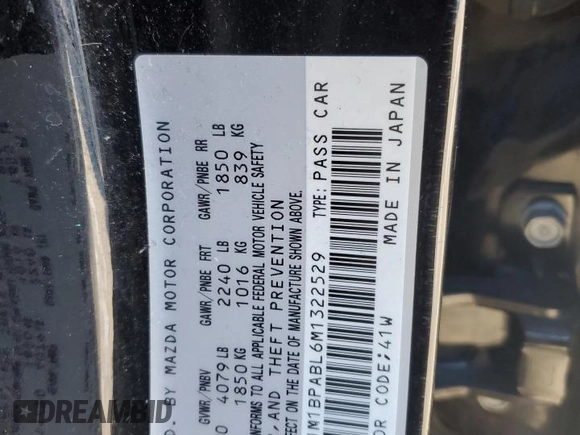 D. BY MAZDA MOTOR CORPORATION
GVWR/PNBV GAWR/PNBE FRT GAWR/PNBE RR
4079 LB 2240 LB 1850 LB
1850 KG 1016 KG 839 KG
NFORMS TO ALL APPLICABLE FEDERAL MOTOR VEHICLE SAFETY
,AND THEFT PREVENTION
IN EFFECT ON THE DATE OF MANUFACTURE SHOWN ABOVE.
M1BPABL6M1322529 TYPE: PASS CAR
OR CODE;41W MADE IN JAPAN
DREAMBID